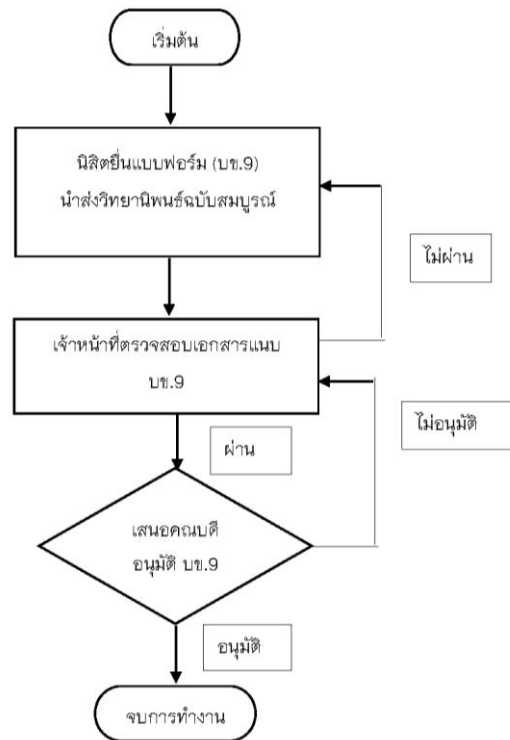 เริ่มต้น
นิสิตยื่นแบบฟอร์ม (บข.9)
นำส่งวิทยานิพนธ์ฉบับสมบูรณ์
ไม่ผ่าน
เจ้าหน้าที่ตรวจสอบเอกสารแนบ
บข.9
ไม่อนุมัติ
ผ่าน
เสนอคณบดี
อนุมัติ บข.9
อนุมัติ
จบการทำงาน